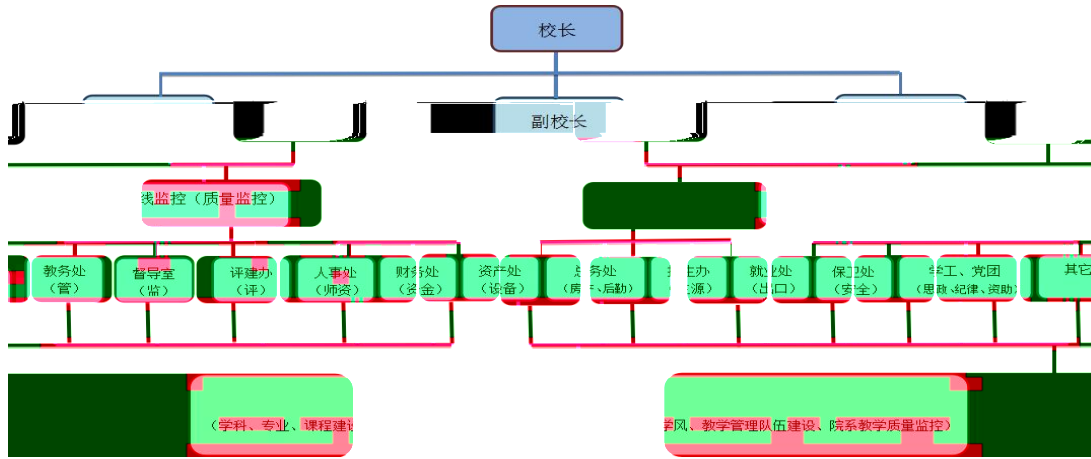 校长
副校长
线监控（质量监控）
教务处
（管）
督导室
（监）
评建办
（评）
人事处
（师资）
财务处
（资金）
资产处
（设备）
总务处
（房产、后勤）
生办
源）
就业处
（出口）
保卫处
（安全）
学工、党团
（思政、纪律、资助）
其它
（学科、专业、课程建设
学风、教学管理队伍建设、院系教学质量监控）